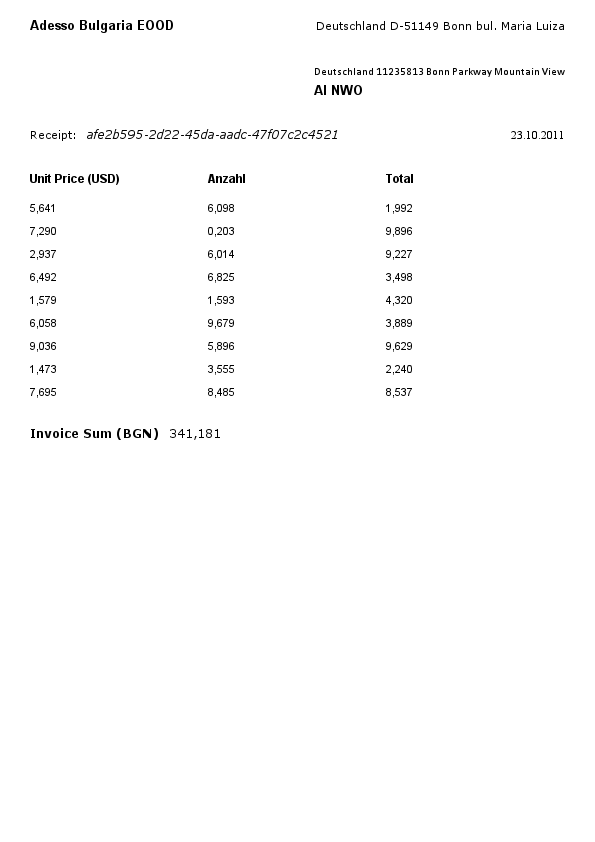 Adesso Bulgaria EOOD Deutschland D-51149 Bonn bul. Maria Luiza
Deutschland 11235813 Bonn Parkway Mountain View
AI NWO
Receipt: afe2b595-2d22-45da-aadc-47f07c2c4521 23.10.2011
Unit Price (USD) Anzahl Total
5,641 6,098 1,992
7,290 0,203 9,896
2,937 6,014 9,227
6,492 6,825 3,498
1,579 1,593 4,320
6,058 9,679 3,889
9,036 5,896 9,629
1,473 3,555 2,240
7,695 8,485 8,537
Invoice Sum (BGN) 341,181